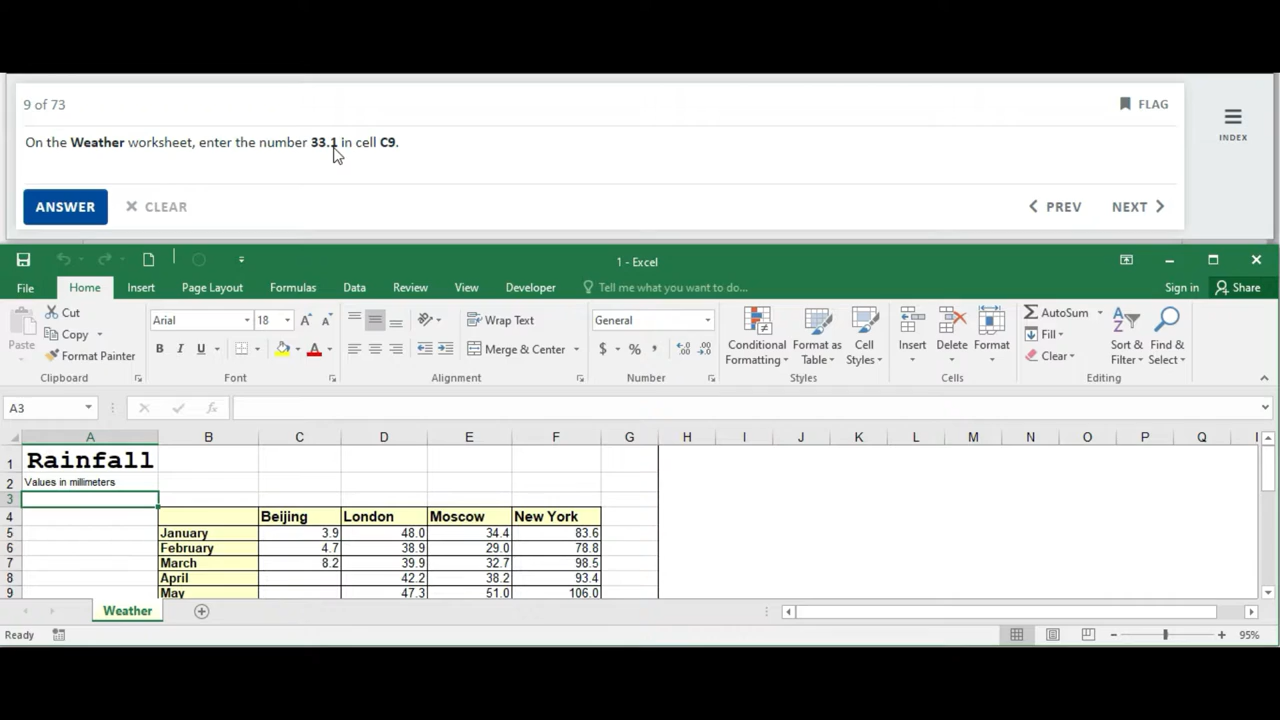 9 of 73
FLAG
INDEX
On the Weather worksheet, enter the number 33.1 in cell C9.
ANSWER
CLEAR
PREV
NEXT
1 - Excel
File
Home
Insert
Page Layout
Formulas
Data
Review
View
Developer
Tell me what you want to do...
Sign in
Share
Paste
Cut
Copy
Format Painter
Clipboard
Arial
18
A
A
B
I
U
A
Font
Wrap Text
Merge & Center
Alignment
General
$
%
,
.00
.0
Number
Conditional
Formatting
Format as
Table
Cell
Styles
Styles
Insert
Delete
Format
Cells
AutoSum
Fill
Clear
Sort &
Filter
Find &
Select
Editing
A3
fx
A B C D E F G H I J K L M N O P Q I
1 Rainfall
2 Values in millimeters
3
4 Beijing London Moscow New York
5 January 3.9 48.0 34.4 83.6
6 February 4.7 38.9 29.0 78.8
7 March 8.2 39.9 32.7 98.5
8 April 42.2 38.2 93.4
9 May 47.3 51.0 106.0
Weather
Ready
95%